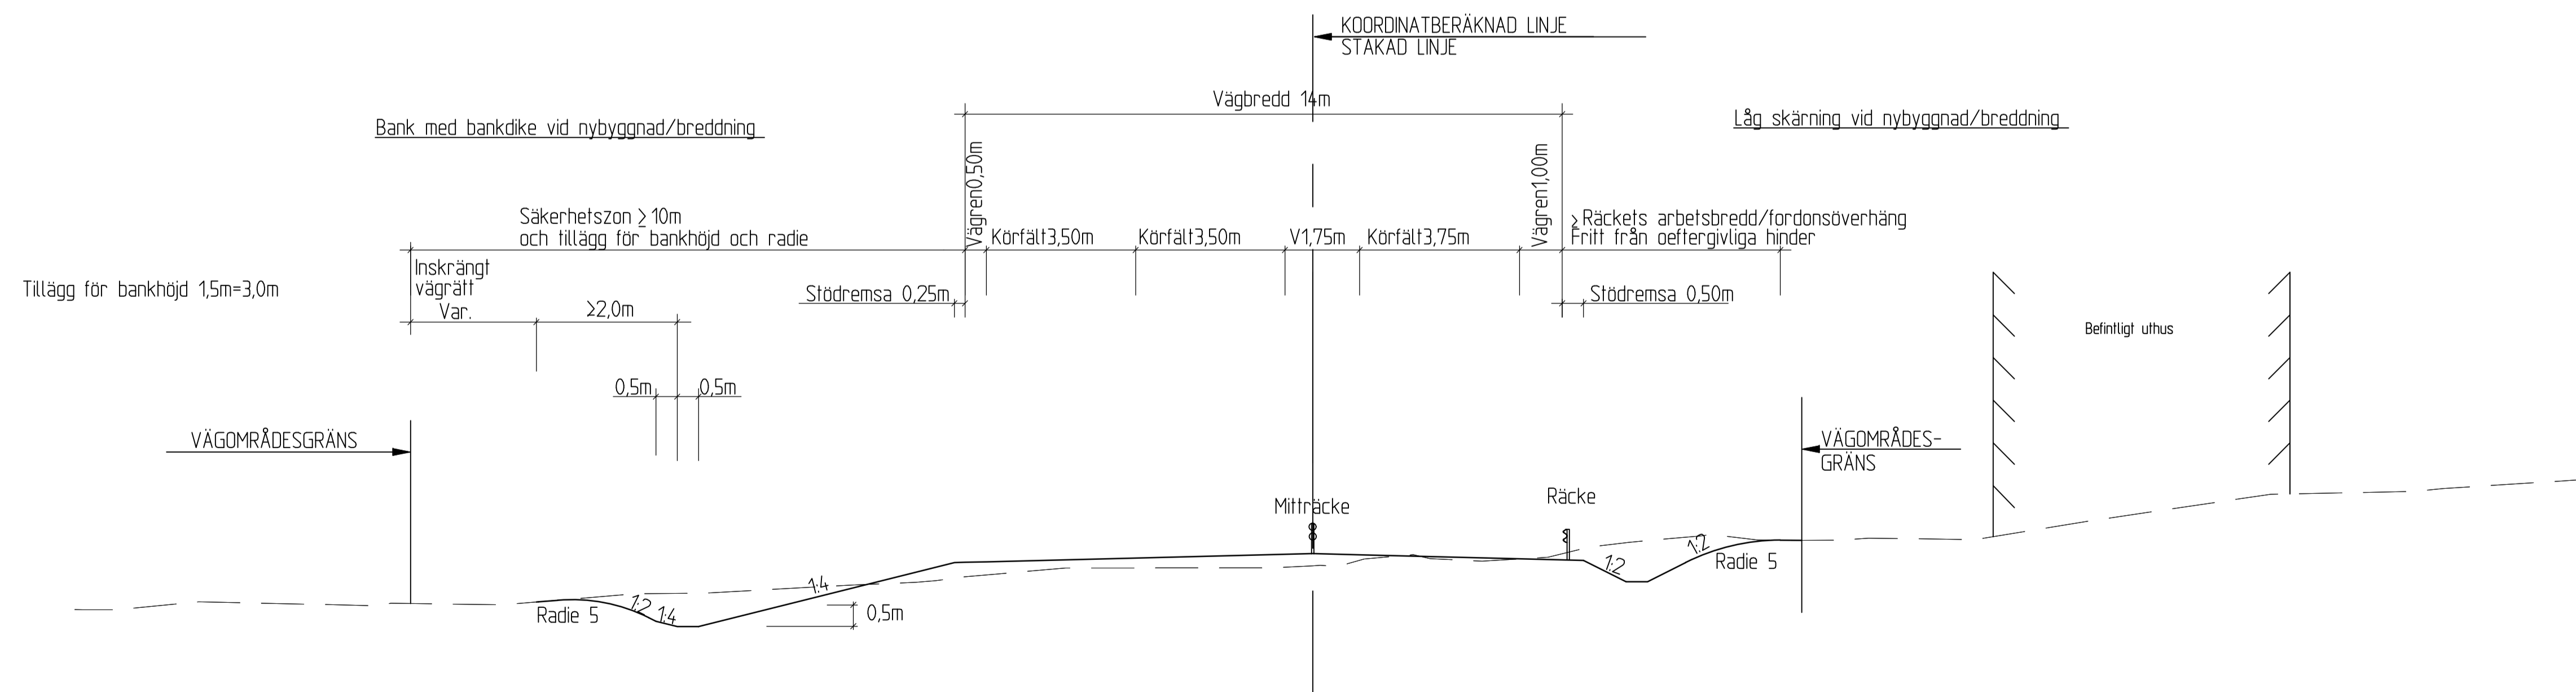 KOORDINATBERÄKNAD LINJE
STAKAD LINJE
Vägbredd 14m
Bank med bankdike vid nybyggnad/breddning
Låg skärning vid nybyggnad/breddning
Vägren0,50m
Vägren1,00m
Säkerhetszon ≥ 10m
och tillägg för bankhöjd och radie
Körfält3,50m
Körfält3,50m
V1,75m
Körfält3,75m
≥ Räckets arbetsbredd/fordonsöverhäng
Fritt från oeftergivliga hinder
Inskrängt
vägrätt
Var.
Tillägg för bankhöjd 1,5m=3,0m
≥2,0m
Stödremsa 0,25m
Stödremsa 0,50m
Befintligt uthus
0,5m
0,5m
VÄGOMRÅDESGRÄNS
VÄGOMRÅDES-
GRÄNS
Mitträcke
Räcke
1:2
1:4
1:4
1:2
1:2
Radie 5
Radie 5
0,5m